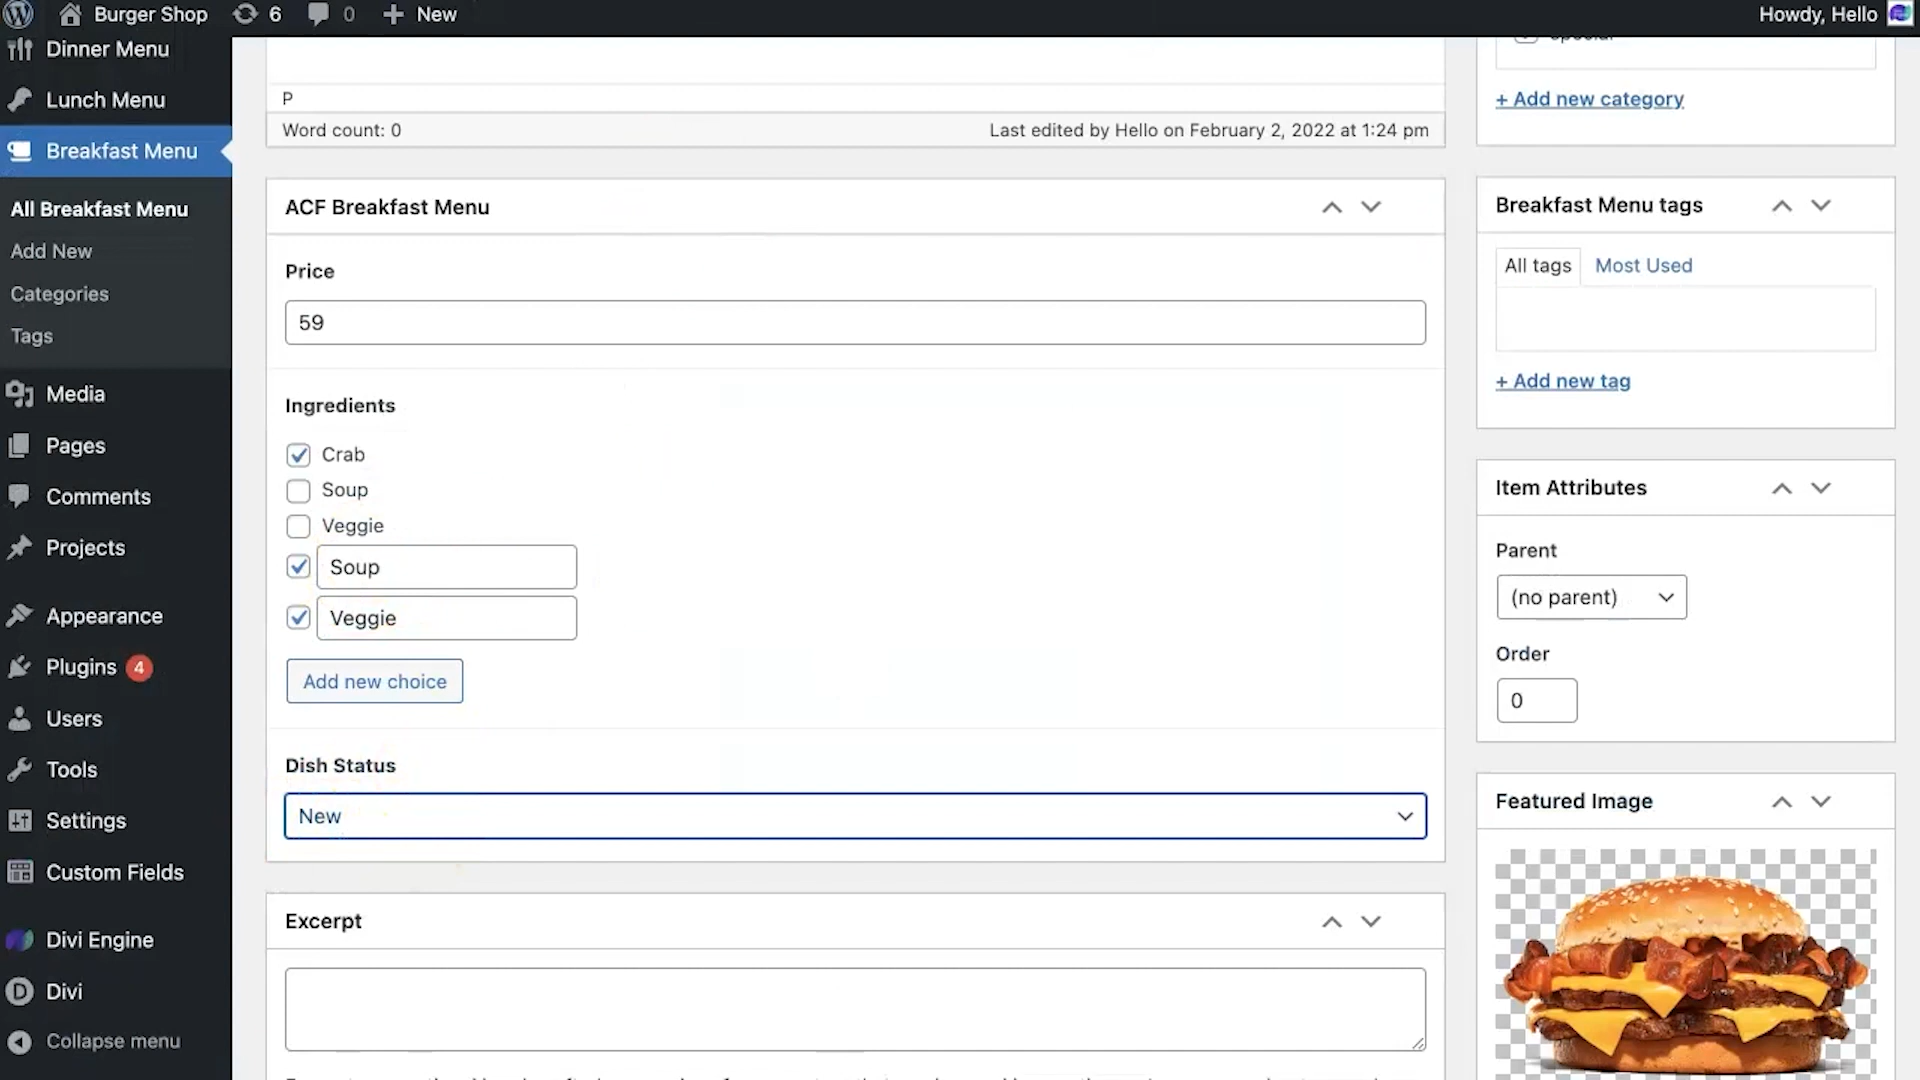 Burger Shop 6 0 New Howdy, Hello
Dinner Menu
Lunch Menu
Breakfast Menu
All Breakfast Menu
Add New
Categories
Tags
Media
Pages
Comments
Projects
Appearance
Plugins 4
Users
Tools
Settings
Custom Fields
Divi Engine
D Divi
Collapse menu
P
Word count: 0 Last edited by Hello on February 2, 2022 at 1:24 pm
ACF Breakfast Menu
Price
59
Ingredients
Crab
Soup
Veggie
Soup
Veggie
Add new choice
Dish Status
New
Excerpt
+ Add new category
Breakfast Menu tags
All tags Most Used
+ Add new tag
Item Attributes
Parent
(no parent)
Order
0
Featured Image